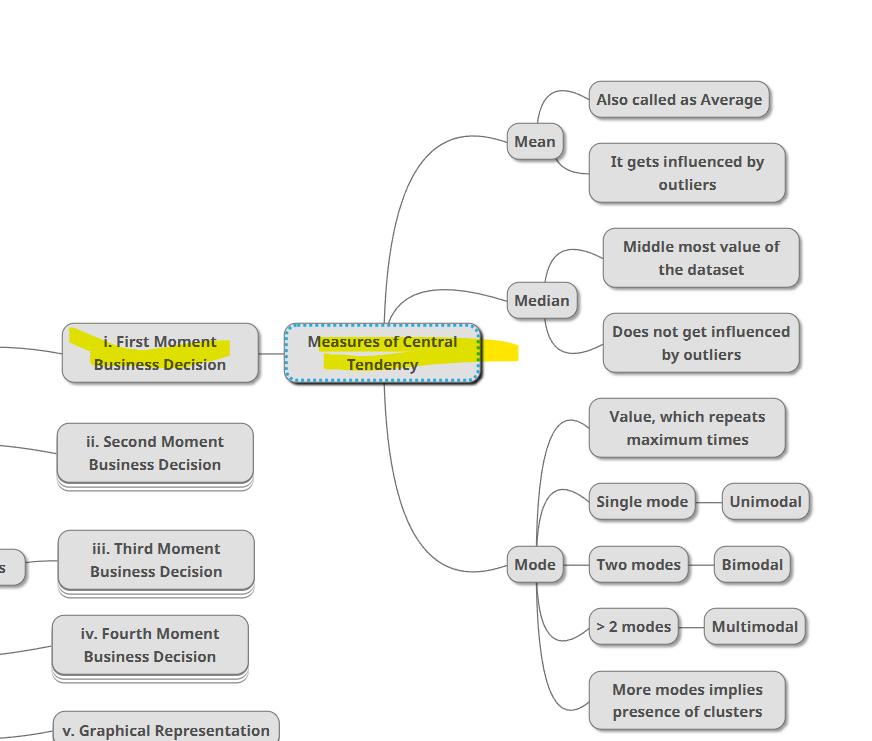 Also called as Average
Mean
It gets influenced by
outliers
Middle most value of
the dataset
Median
Does not get influenced
by outliers
i. First Moment
Business Decision
Measures of Central
Tendency
Value, which repeats
maximum times
ii. Second Moment
Business Decision
Single mode
Unimodal
iii. Third Moment
Business Decision
s
Mode
Two modes
Bimodal
iv. Fourth Moment
Business Decision
> 2 modes
Multimodal
More modes implies
presence of clusters
v. Graphical Representation